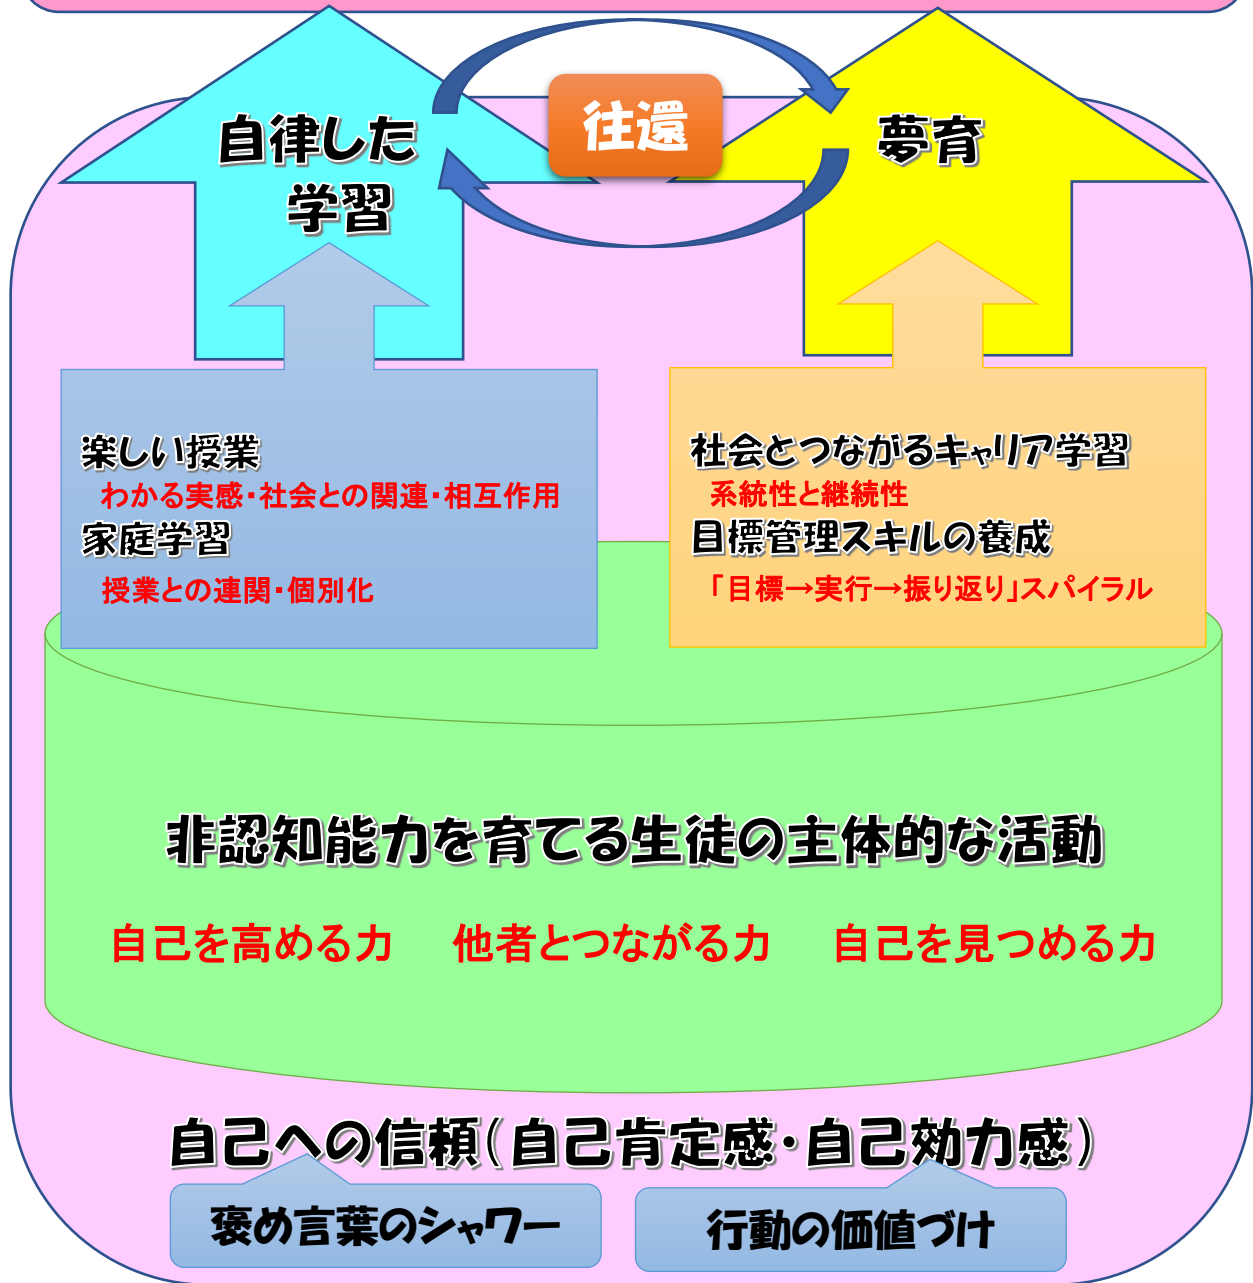 自律した
学習
往還
夢育
楽しい授業
わかる実感・社会との関連・相互作用
家庭学習
授業との連関・個別化
社会とつながるキャリア学習
系統性と継続性
目標管理スキルの養成
「目標→実行→振り返り」スパイラル
非認知能力を育てる生徒の主体的な活動
自己を高める力 他者とつながる力 自己を見つめる力
自己への信頼（自己肯定感・自己効力感）
褒め言葉のシャワー
行動の価値づけ